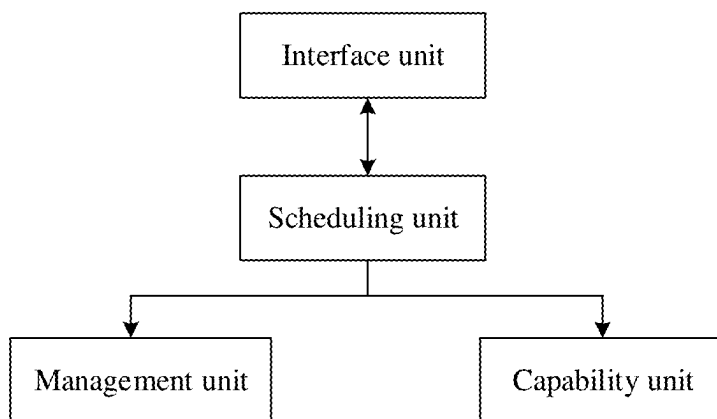 Interface unit
Scheduling unit
Management unit
Capability unit